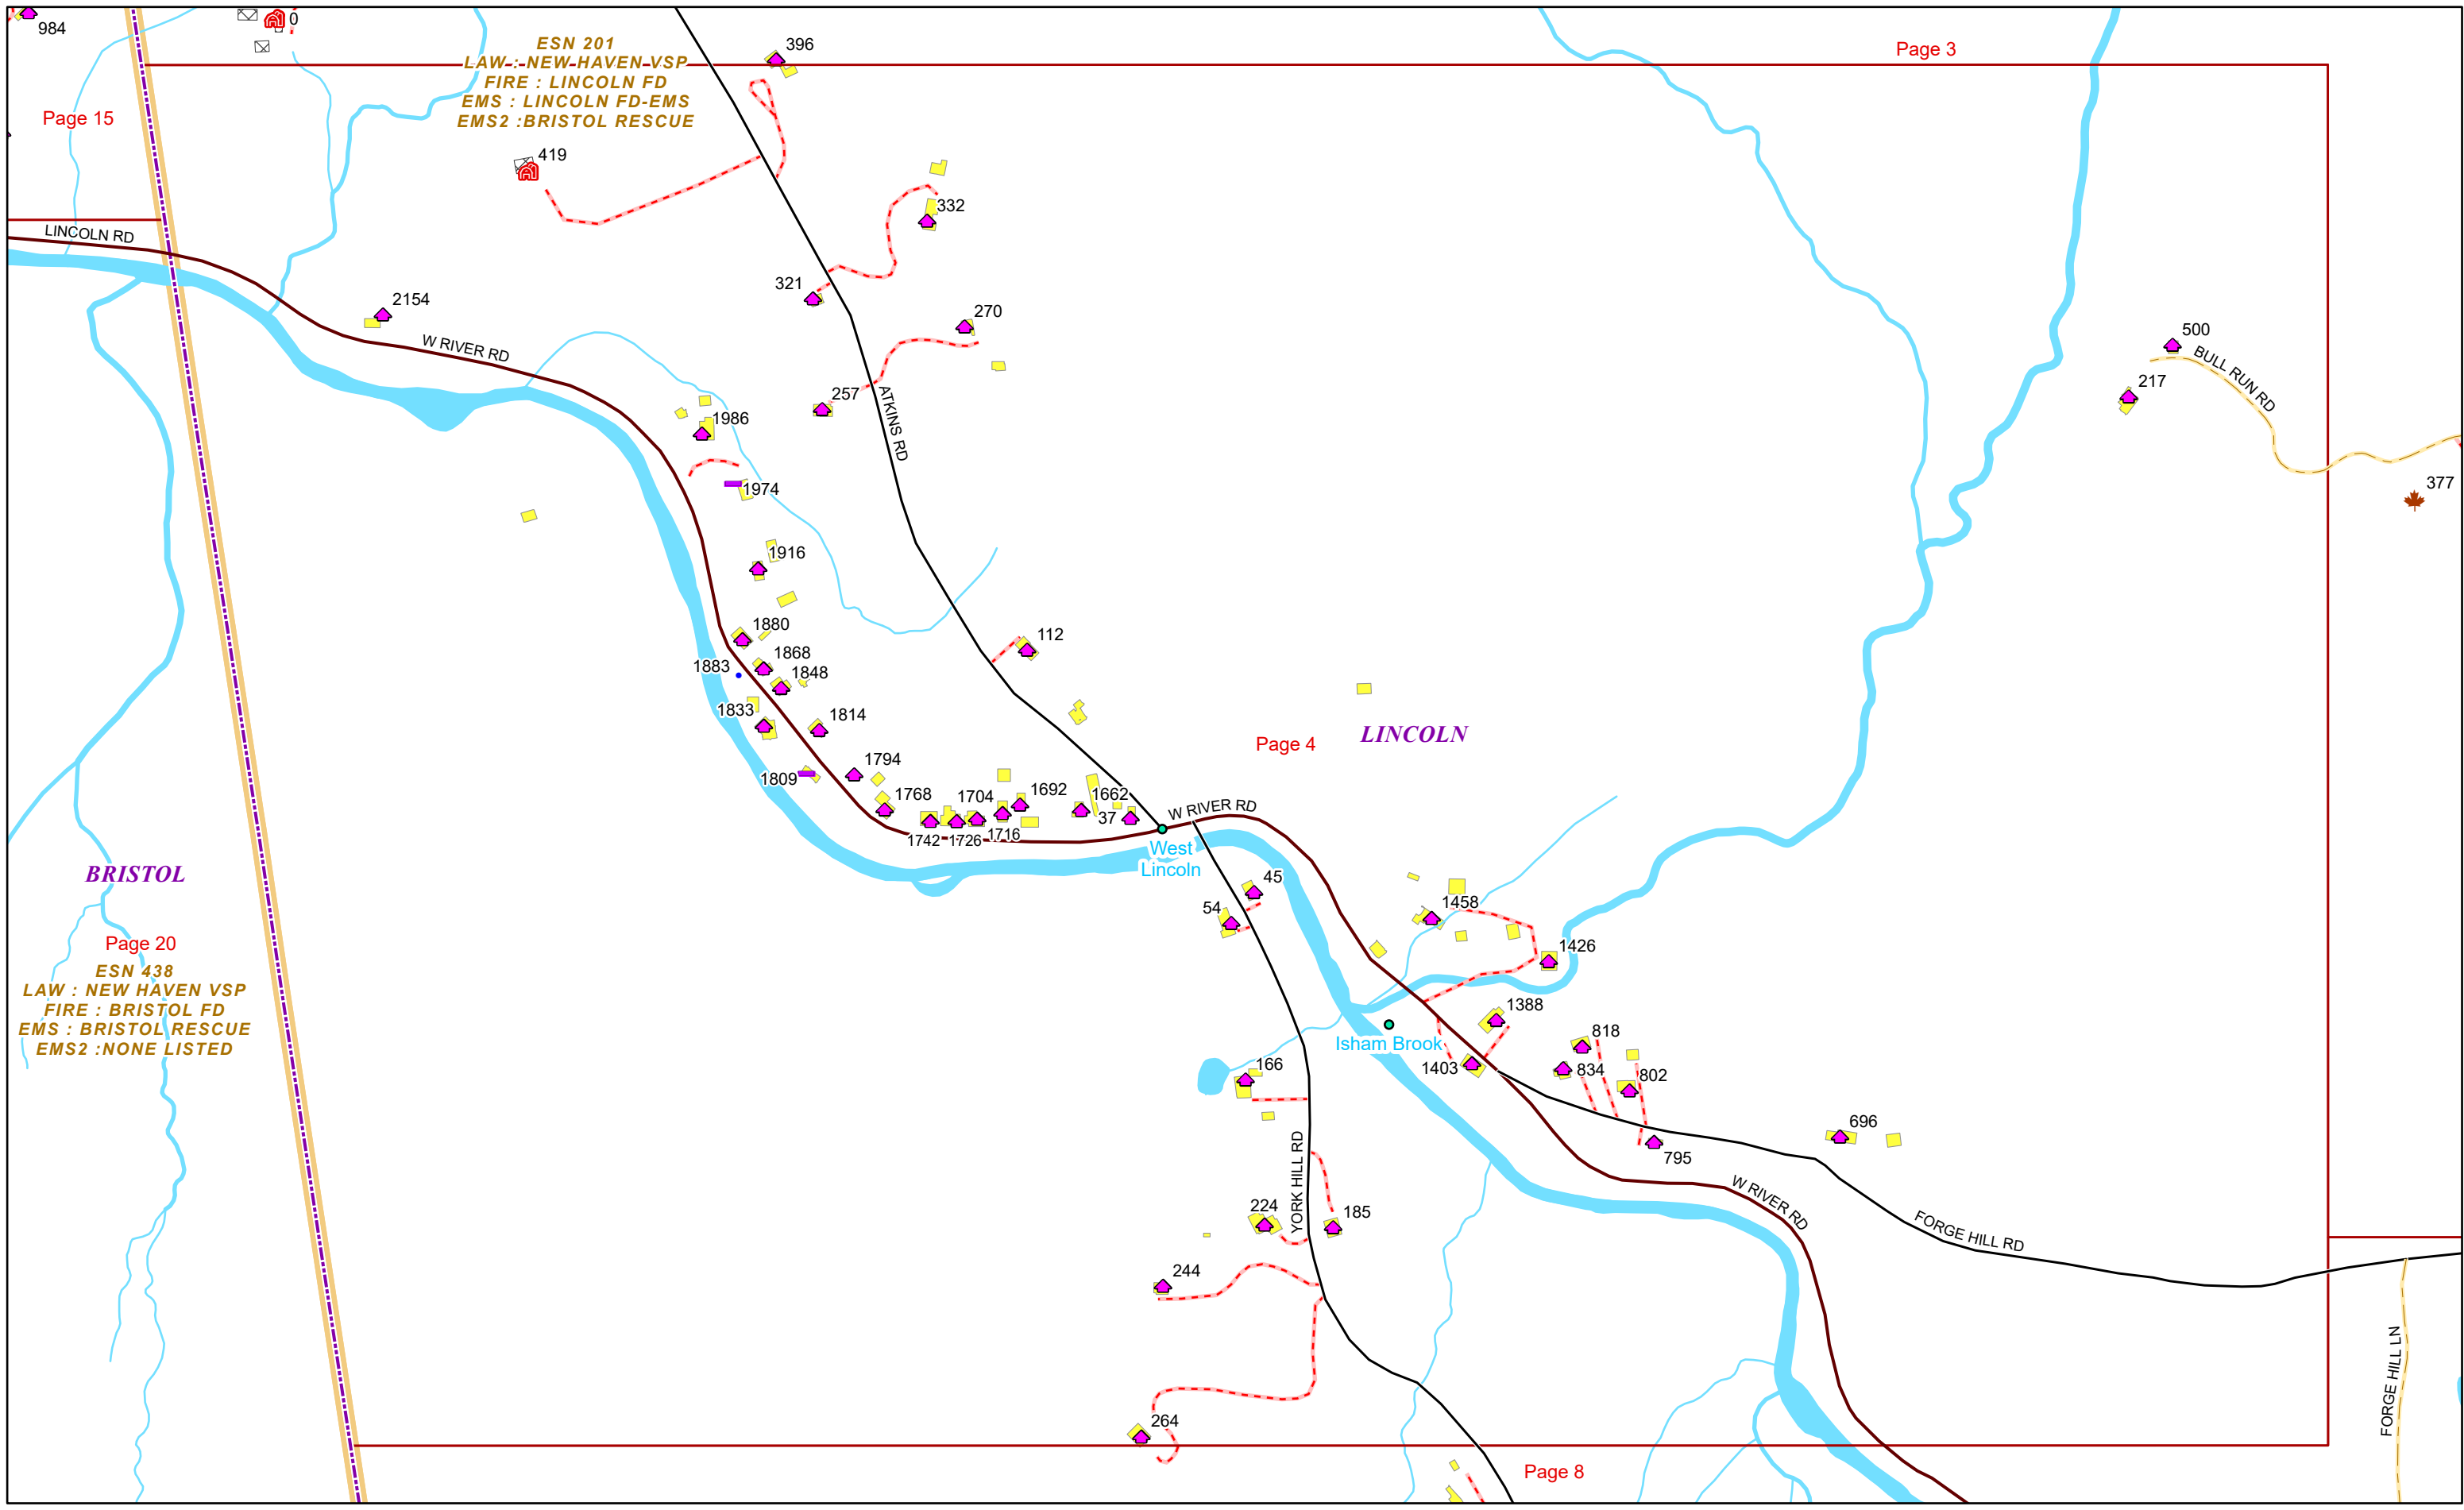 984
0
ESN 201
LAW : NEW HAVEN VSP
FIRE : LINCOLN FD
EMS : LINCOLN FD-EMS
EMS2 :BRISTOL RESCUE
396
Page 3
Page 15
419
332
LINCOLN RD
321
2154
270
500
W RIVER RD
BULL RUN RD
217
257
ATKINS RD
1986
1974
377
1916
1880
112
1868
1883
1848
1833
1814
LINCOLN
Page 4
1794
1809
1768
1704
1692
1662
37
W RIVER RD
1742
1726
1716
West
Lincoln
BRISTOL
45
54
1458
Page 20
1426
ESN 438
LAW : NEW HAVEN VSP
FIRE : BRISTOL FD
EMS : BRISTOL RESCUE
EMS2 :NONE LISTED
1388
Isham Brook
818
166
1403
834
802
696
795
YORK HILL RD
224
185
W RIVER RD
FORGE HILL RD
244
FORGE HILL LN
264
Page 8